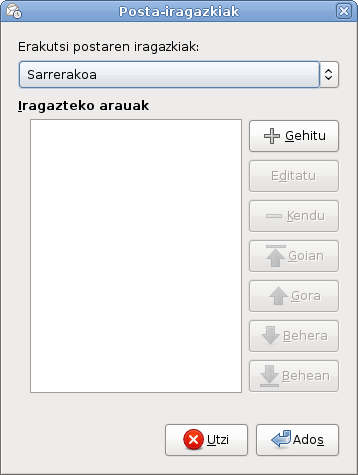 Posta-iragazkiak
Erakutsi postaren iragazkiak:
Sarrerakoa
Iragazteko arauak
Gehitu
Editatu
Kendu
Goian
Gora
Behera
Behean
Utzi
Ados